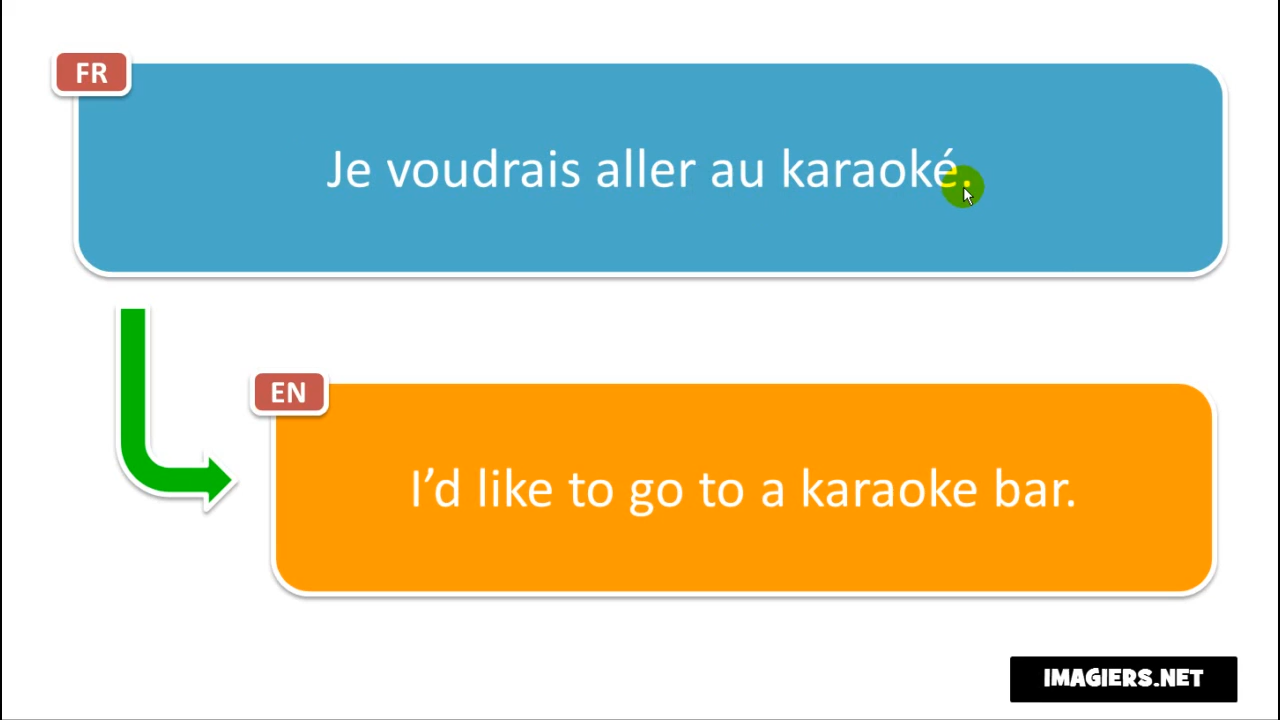 FR
Je voudrais aller au karaoké.
EN
I’d like to go to a karaoke bar.
IMAGIERS.NET